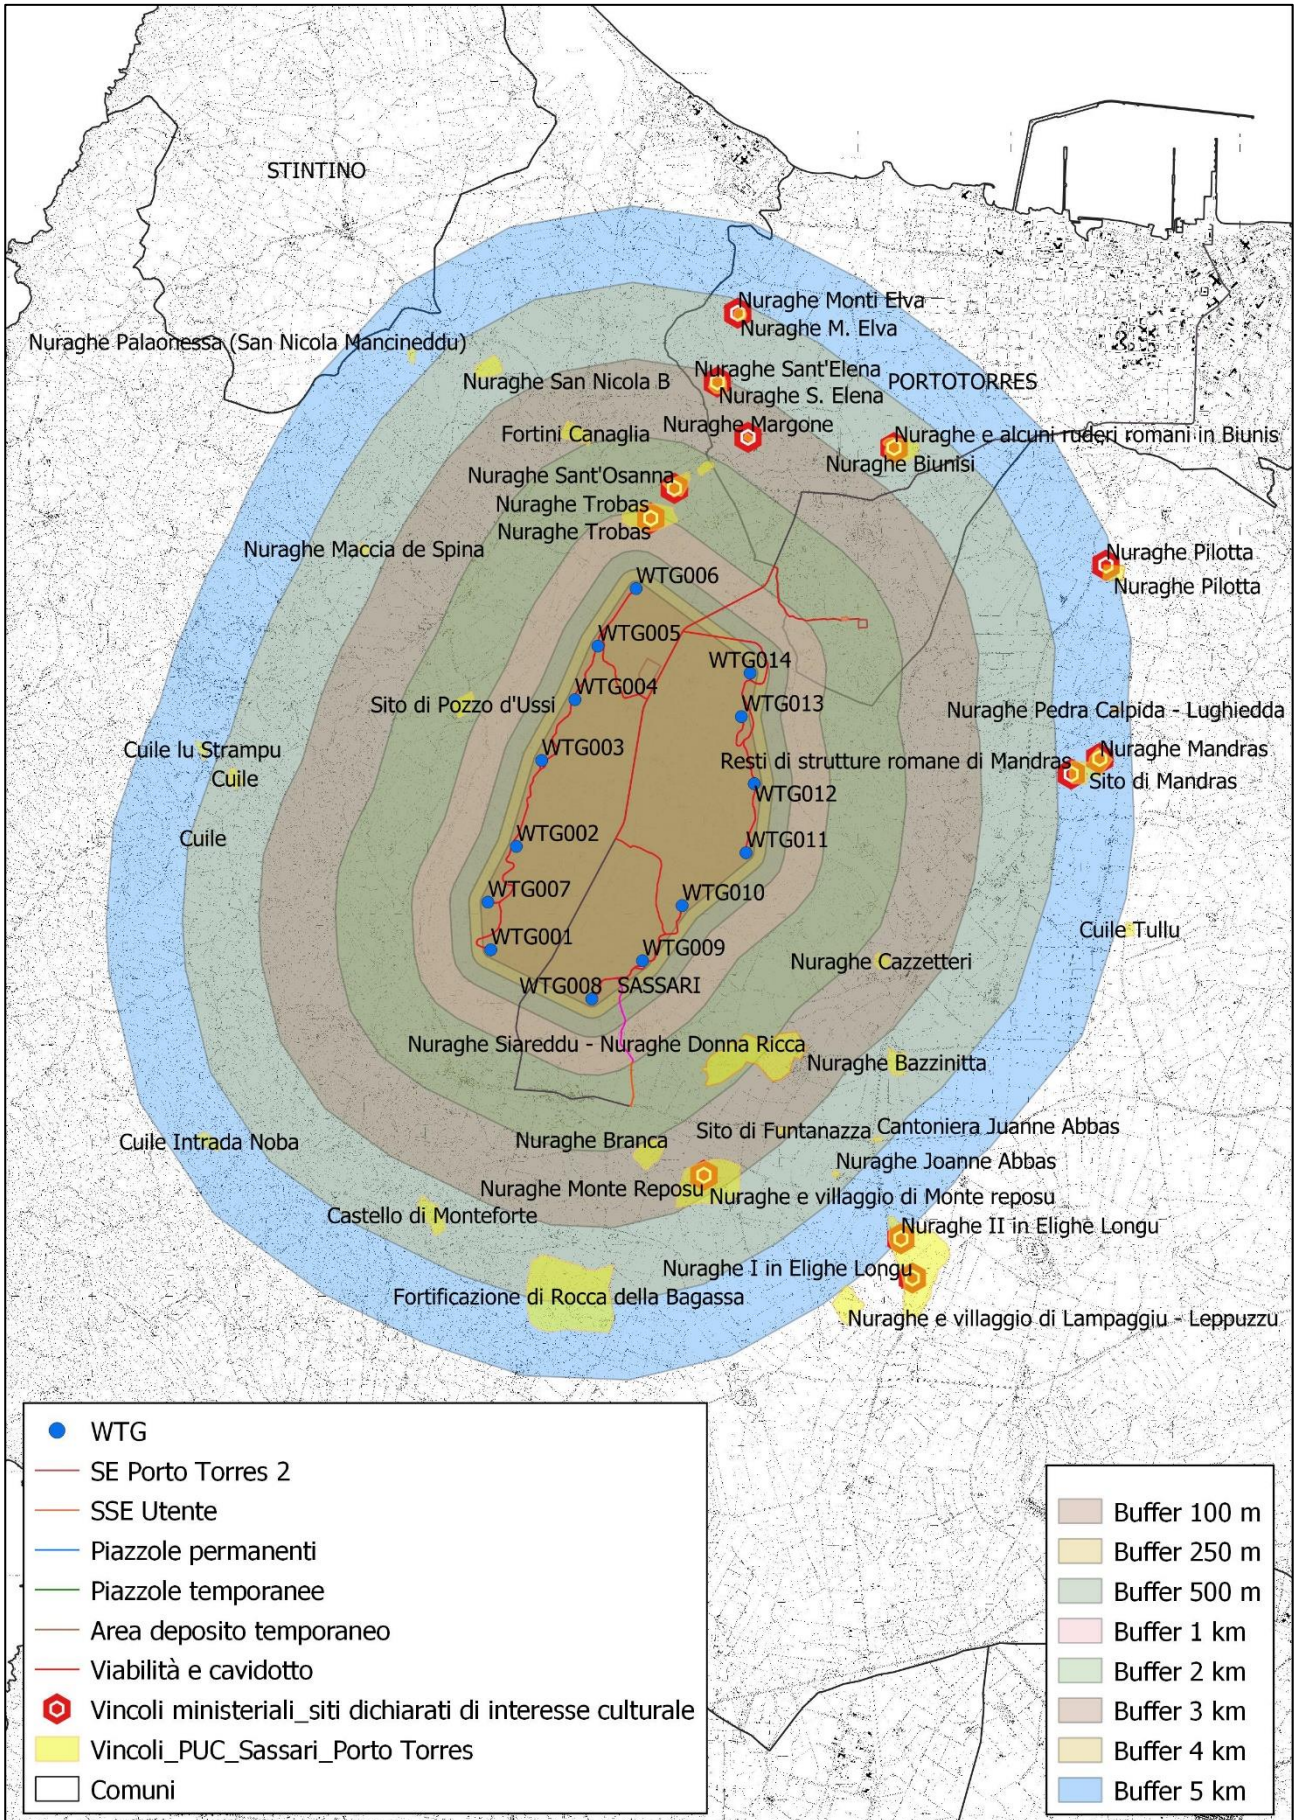 STINTINO
Nuraghe Monti Elva
Nuraghe M. Elva
Nuraghe Palaonessa (San Nicola Mancineddu)
Nuraghe Sant'Elena
Nuraghe San Nicola B
PORTOTORRES
Nuraghe S. Elena
Nuraghe Margone
Fortini Canaglia
Nuraghe e alcuni ruderi romani in Biunis
Nuraghe Biunisi
Nuraghe Sant'Osanna
Nuraghe Trobas
Nuraghe Trobas
Nuraghe Maccia de Spina
Nuraghe Pilotta
Nuraghe Pilotta
WTG006
WTG005
WTG014
WTG004
WTG013
Sito di Pozzo d'Ussi
Nuraghe Pedra Calpida - Lughiedda
WTG003
Cuile lu Strampu
Nuraghe Mandras
Resti di strutture romane di Mandras
Cuile
Sito di Mandras
WTG012
WTG002
Cuile
WTG011
WTG007
WTG010
WTG001
Cuile Tullu
WTG009
Nuraghe Cazzetteri
WTG008
SASSARI
Nuraghe Siareddu - Nuraghe Donna Ricca
Nuraghe Bazzinitta
Cuile Intrada Noba
Nuraghe Branca
Sito di Funtanazza
Cantoniera Juanne Abbas
Nuraghe Joanne Abbas
Nuraghe Monte Reposu
Nuraghe e villaggio di Monte reposu
Castello di Monteforte
Nuraghe II in Elighe Longu
Nuraghe I in Elighe Longu
Fortificazione di Rocca della Bagassa
Nuraghe e villaggio di Lampaggiu - Leppuzzu
WTG
SE Porto Torres 2
SSE Utente
Piazzole permanenti
Piazzole temporanee
Area deposito temporaneo
Viabilità e cavidotto
Vincoli ministeriali_siti dichiarati di interesse culturale
Vincoli_PUC_Sassari_Porto Torres
Comuni
Buffer 100 m
Buffer 250 m
Buffer 500 m
Buffer 1 km
Buffer 2 km
Buffer 3 km
Buffer 4 km
Buffer 5 km